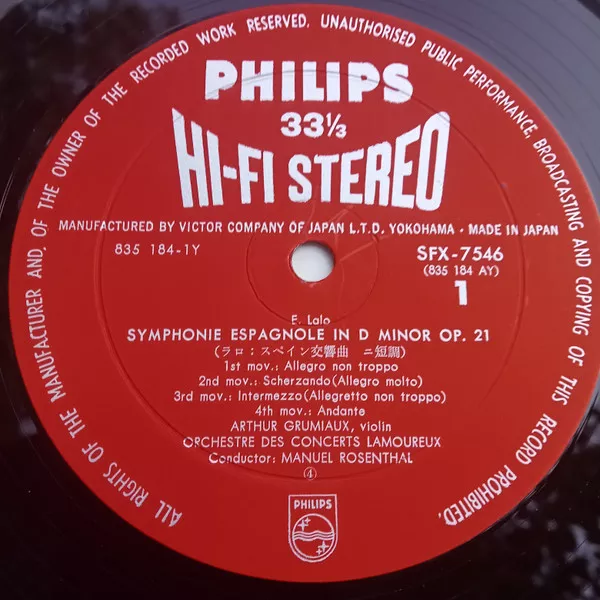 ALL RIGHTS OF THE MANUFACTURER AND, OF THE OWNER OF THE RECORDED WORK RESERVED. UNAUTHORISED PUBLIC PERFORMANCE, BROADCASTING AND COPYING OF THIS RECORD PROHIBITED.
PHILIPS
33⅓
HI-FI STEREO
MANUFACTURED BY VICTOR COMPANY OF JAPAN L.T.D, YOKOHAMA - MADE IN JAPAN
835 184-1Y
SFX-7546
(835 184 AY)
1
E. Lalo
SYMPHONIE ESPAGNOLE IN D MINOR OP. 21
(ラロ:スペイン交響曲 ニ短調)
1st mov.: Allegro non troppo
2nd mov.: Scherzando(Allegro molto)
3rd mov.: Intermezzo(Allegretto non troppo)
4th mov.: Andante
ARTHUR GRUMIAUX, violin
ORCHESTRE DES CONCERTS LAMOUREUX
Conductor: MANUEL ROSENTHAL
④
PHILIPS